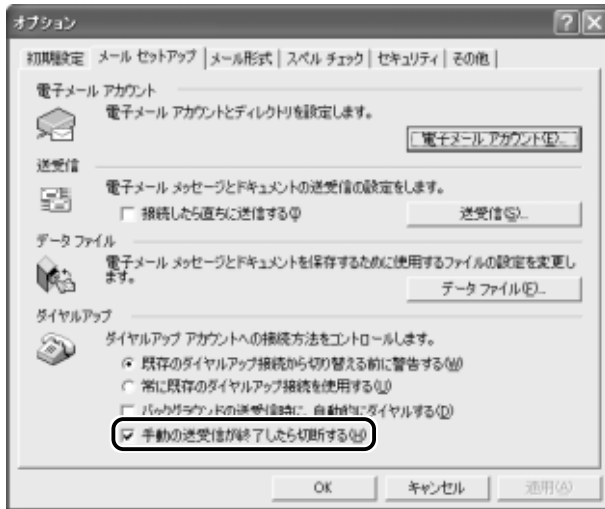 オプション
初期設定 メール セットアップ メール形式 スペル チェック セキュリティ その他
電子メール アカウント
電子メール アカウントとディレクトリを設定します。
電子メール アカウント(E)...
送受信
電子メール メッセージとドキュメントの送受信の設定をします。
接続したら直ちに送信する(I)
送受信(S)...
データ ファイル
電子メール メッセージとドキュメントを保存するために使用するファイルの設定を変更し
ます。
データ ファイル(F)...
ダイヤルアップ
ダイヤルアップ アカウントへの接続方法をコントロールします。
既存のダイヤルアップ接続から切り替える前に警告する(W)
常に既存のダイヤルアップ接続を使用する(U)
バックグラウンドの送受信時に、自動的にダイヤルする(D)
手動の送受信が終了したら切断する(H)
OK キャンセル 適用(A)